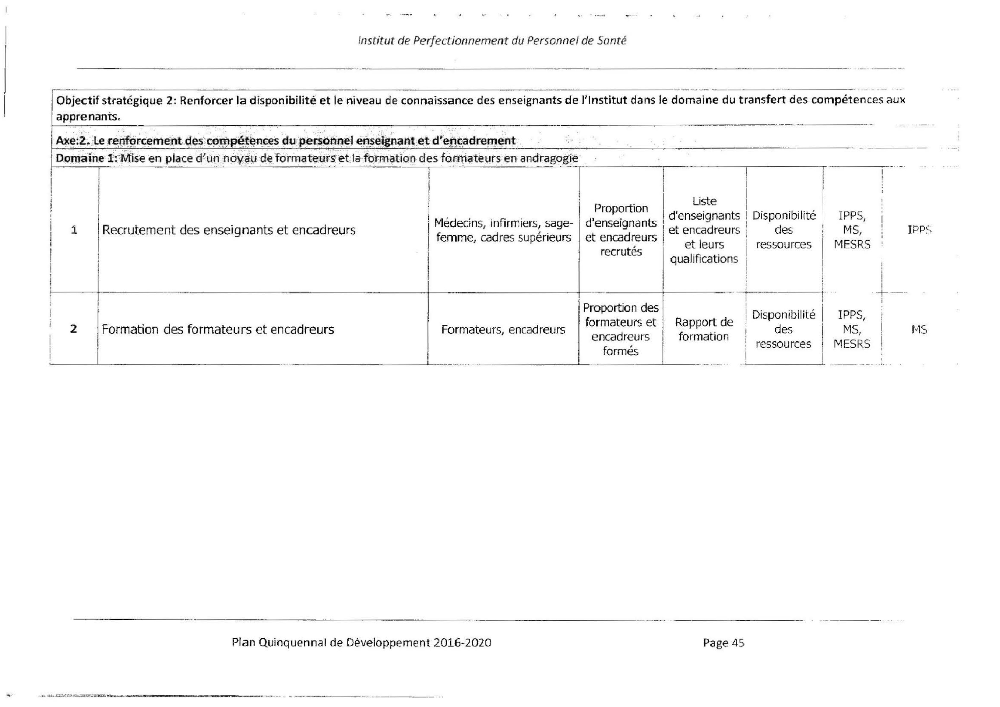 Institut de Perfectionnement du Personnel de Santé
Objectif stratégique 2: Renforcer la disponibilité et le niveau de connaissance des enseignants de l'Institut dans le domaine du transfert des compétences aux
apprenants.
Axe:2. Le renforcement des compétences du personnel enseignant et d'encadrement
Domaine 1: Mise en place d'un noyau de formateurs et la formation des formateurs en andragogie
1
Recrutement des enseignants et encadreurs
Médecins, infirmiers, sage-
femme, cadres supérieurs
Proportion
d'enseignants
et encadreurs
recrutés
Liste
d'enseignants
et encadreurs
et leurs
qualifications
Disponibilité
des
ressources
IPPS,
MS,
MESRS
IPPS
2
Formation des formateurs et encadreurs
Formateurs, encadreurs
Proportion des
formateurs et
encadreurs
formés
Rapport de
formation
Disponibilité
des
ressources
IPPS,
MS,
MESRS
MS
Plan Quinquennal de Développement 2016-2020
Page 45